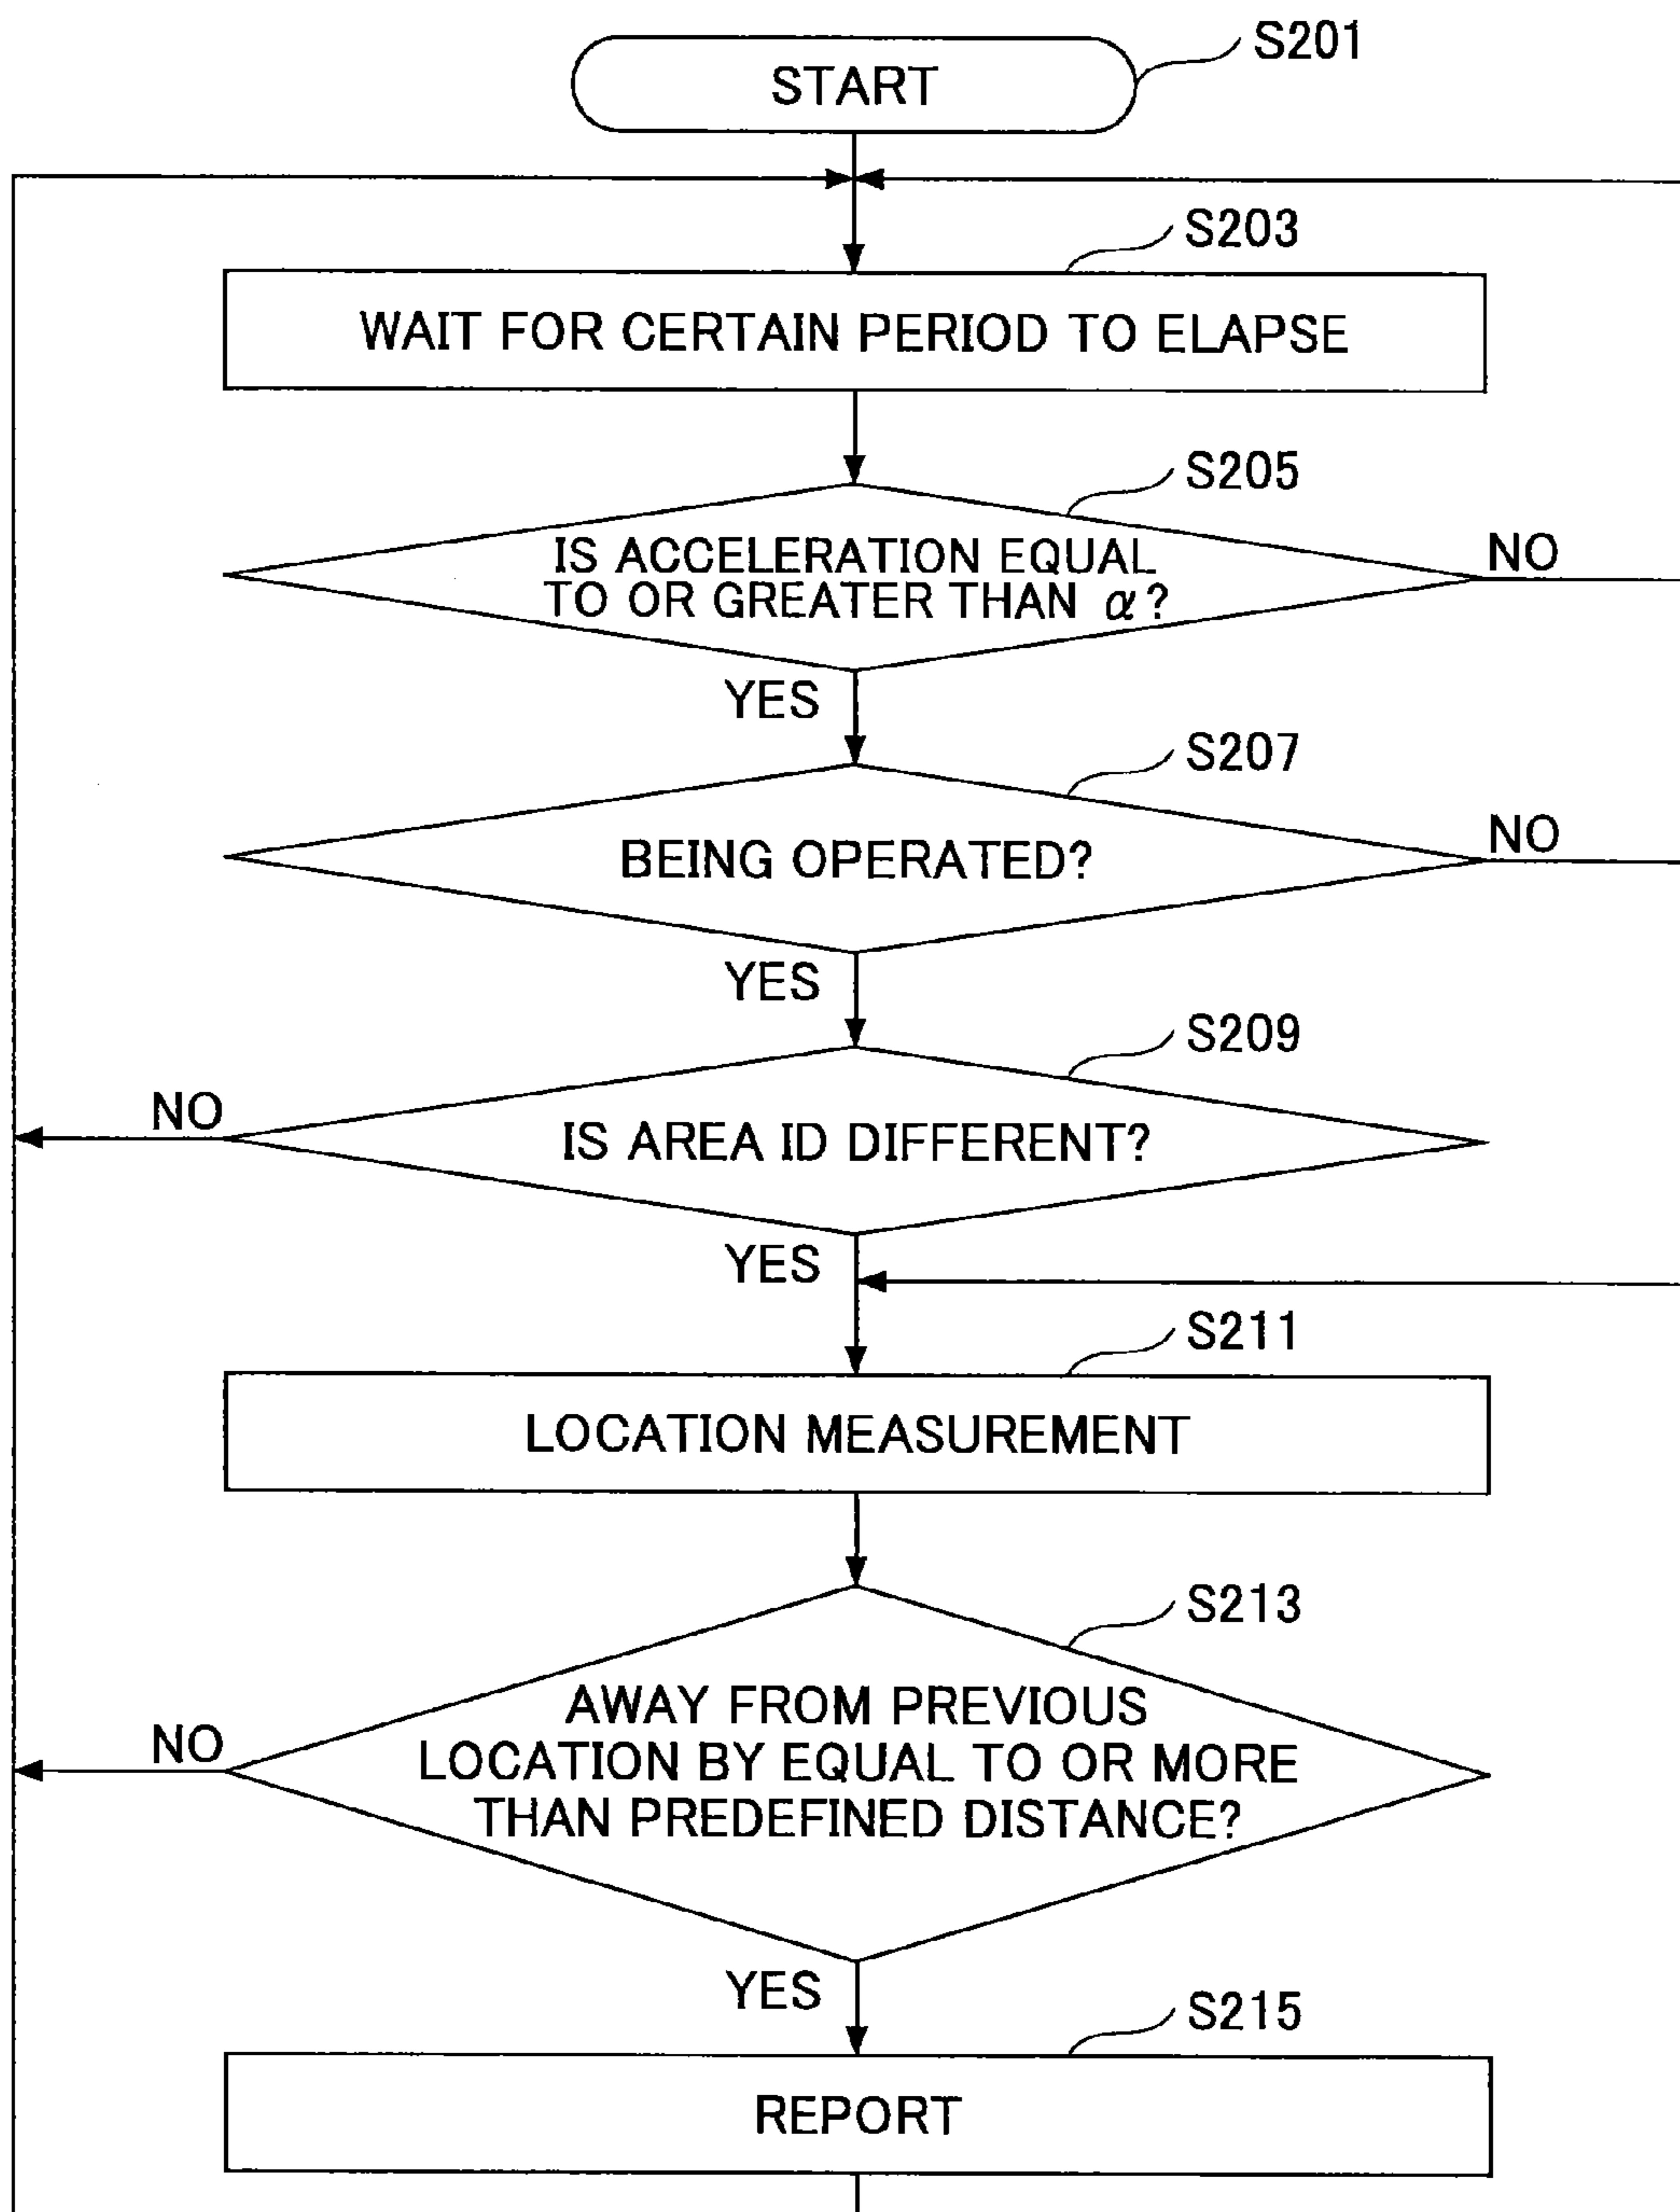 S201
START
S203
WAIT FOR CERTAIN PERIOD TO ELAPSE
S205
IS ACCELERATION EQUAL
TO OR GREATER THAN α?
NO
YES
S207
BEING OPERATED?
NO
YES
S209
IS AREA ID DIFFERENT?
NO
YES
S211
LOCATION MEASUREMENT
S213
AWAY FROM PREVIOUS
LOCATION BY EQUAL TO OR MORE
THAN PREDEFINED DISTANCE?
NO
YES
S215
REPORT